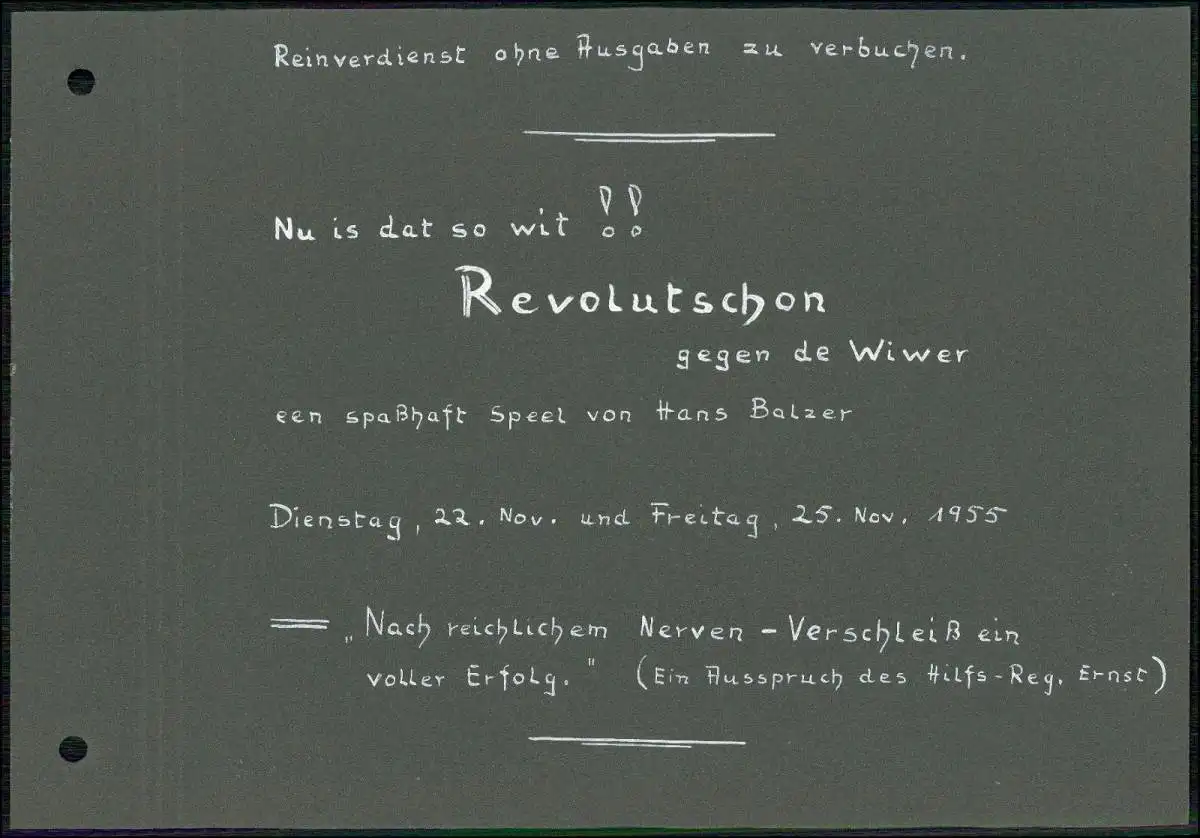 Reinverdienst ohne Ausgaben zu verbuchen.
Nu is dat so wit !!
Revolutschon
gegen de Wiwer
een spaßhaft Speel von Hans Balzer
Dienstag, 22. Nov. und Freitag, 25. Nov. 1955
= „Nach reichlichem Nerven-Verschleiß ein
voller Erfolg." (Ein Ausspruch des Hilfs-Reg. Ernst)